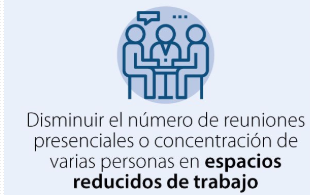 Disminuir el número de reuniones
presenciales o concentración de
varias personas en espacios
reducidos de trabajo